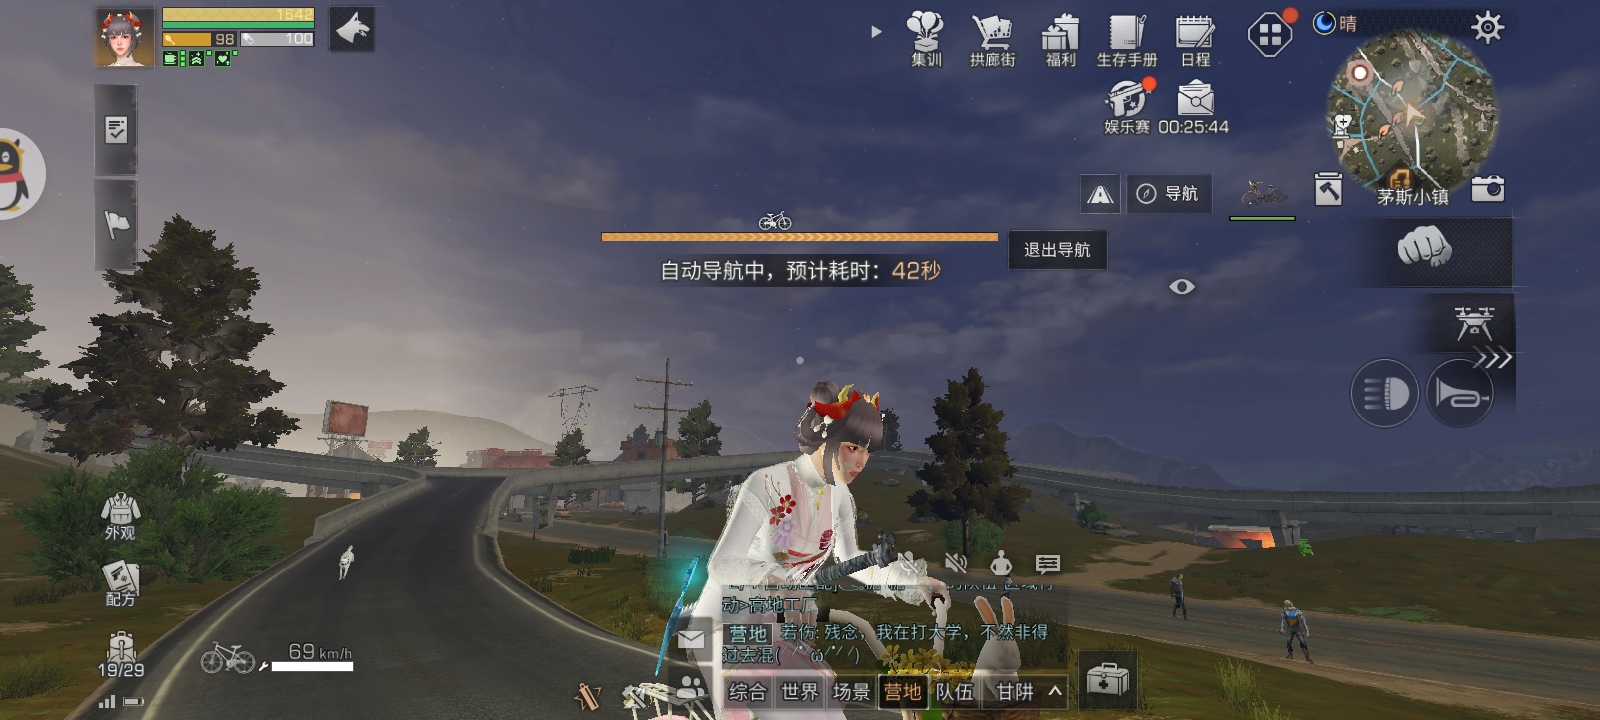 1642
98
100
集训
拱廊街
福利
生存手册
日程
晴
娱乐赛
00:25:44
导航
茅斯小镇
退出导航
自动导航中，预计耗时：42秒
外观
配方
19/29
69 km/h
动>高地工厂
营地 若伤: 残念，我在打大学，不然非得
过去混(
综合 世界 场景 营地 队伍 甘阱